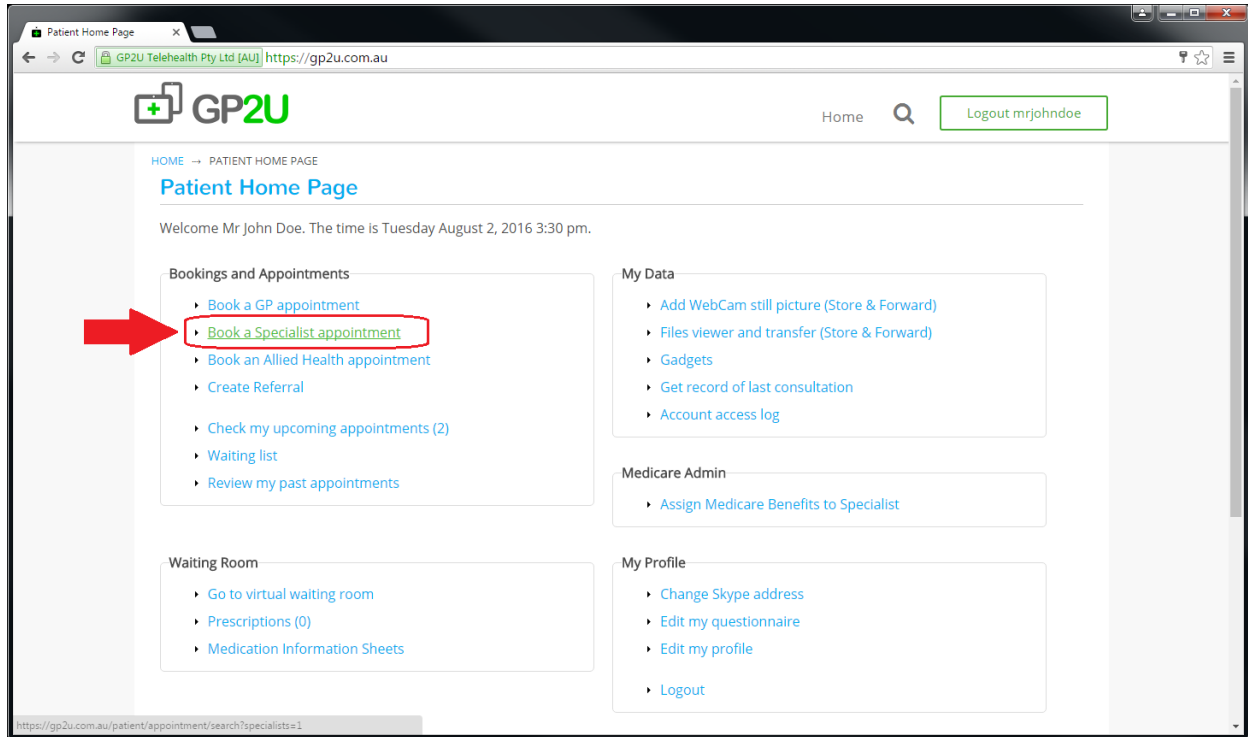 Patient Home Page
GP2U Telehealth Pty Ltd [AU] https://gp2u.com.au
GP2U
Home
Logout mrjohndoe
HOME → PATIENT HOME PAGE
Patient Home Page
Welcome Mr John Doe. The time is Tuesday August 2, 2016 3:30 pm.
Bookings and Appointments
Book a GP appointment
Book a Specialist appointment
Book an Allied Health appointment
Create Referral
Check my upcoming appointments (2)
Waiting list
Review my past appointments
My Data
Add WebCam still picture (Store & Forward)
Files viewer and transfer (Store & Forward)
Gadgets
Get record of last consultation
Account access log
Medicare Admin
Assign Medicare Benefits to Specialist
Waiting Room
Go to virtual waiting room
Prescriptions (0)
Medication Information Sheets
My Profile
Change Skype address
Edit my questionnaire
Edit my profile
Logout
https://gp2u.com.au/patient/appointment/search?specialists=1